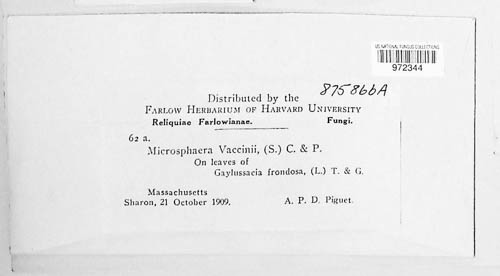 US NATIONAL FUNGUS COLLECTIONS
972344
87586bA
Distributed by the
FARLOW HERBARIUM OF HARVARD UNIVERSITY
Reliquiae Farlowianae. Fungi.
62 a.
Microsphaera Vaccinii, (S.) C. & P.
On leaves of
Gaylussacia frondosa, (L.) T. & G.
Massachusetts
Sharon, 21 October 1909. A. P. D. Piguet.